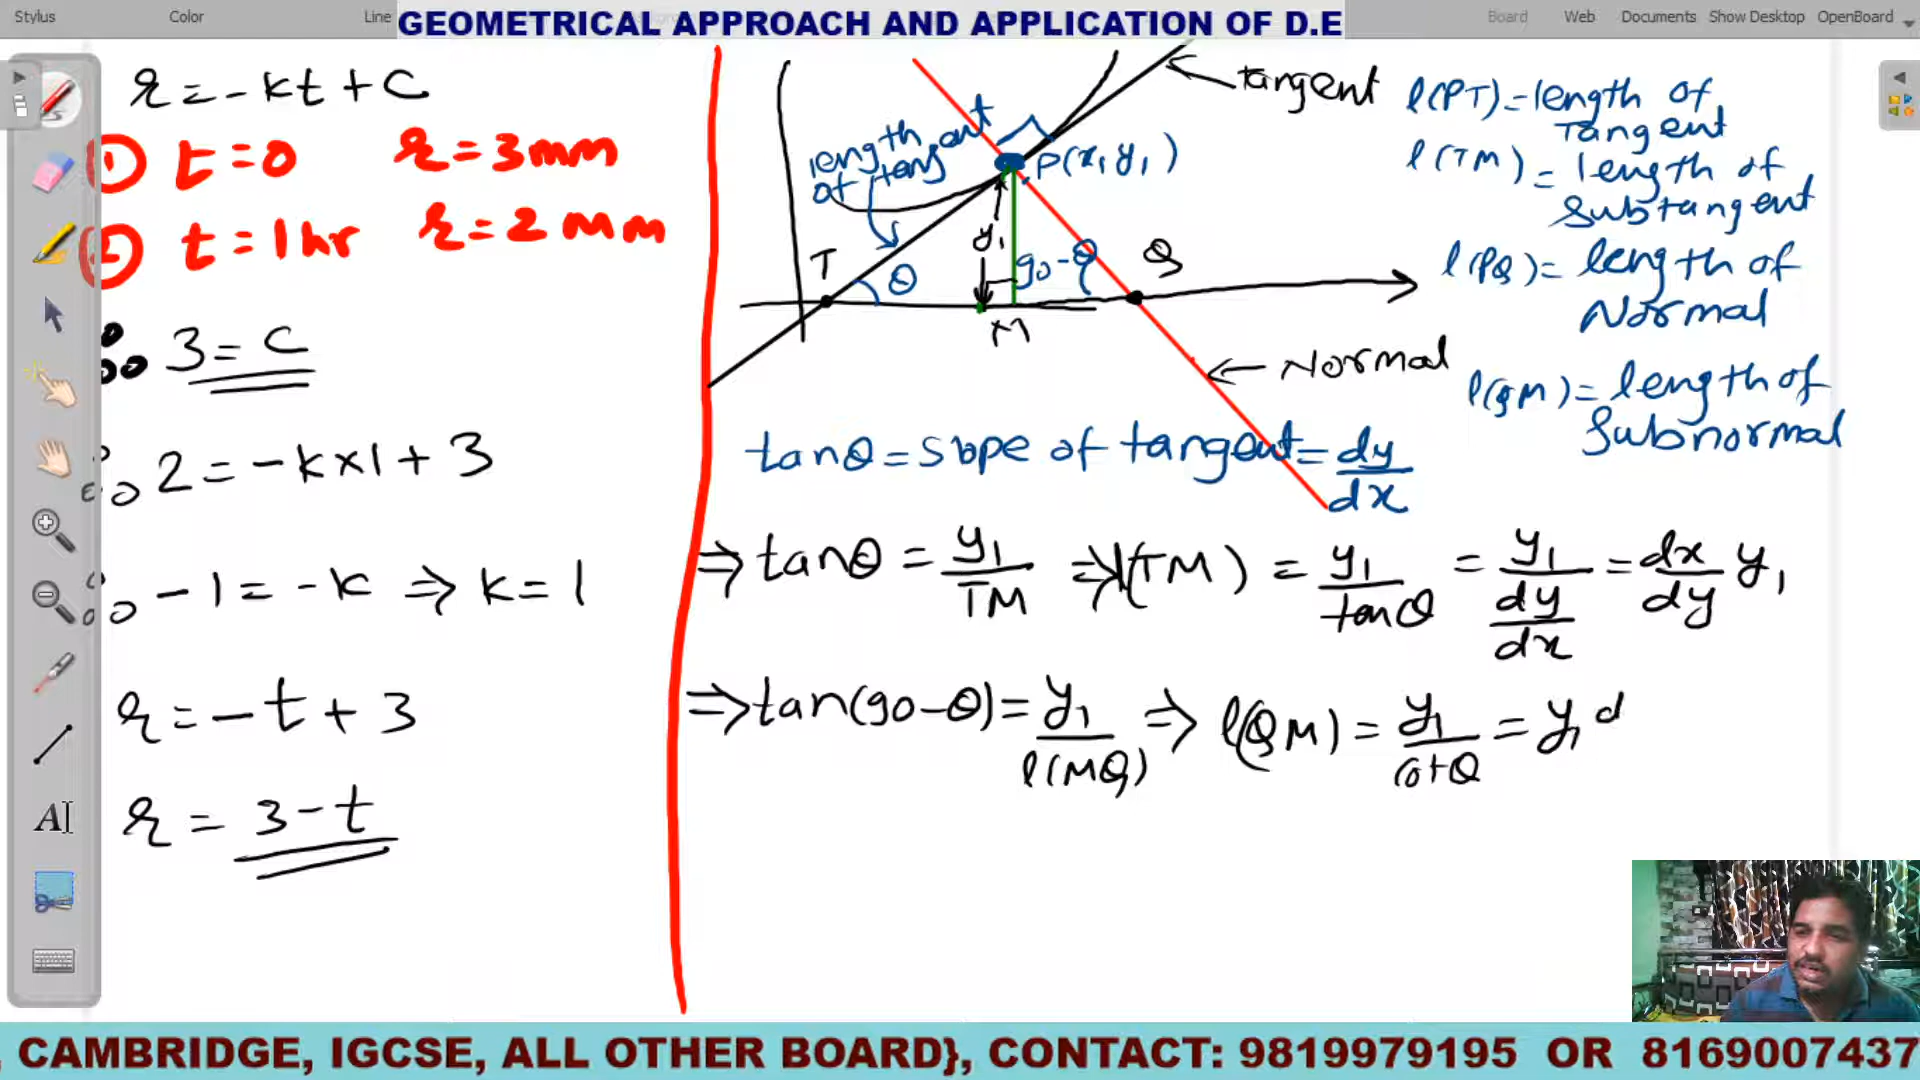 Stylus Color Line Board Web Documents Show Desktop OpenBoard
GEOMETRICAL APPROACH AND APPLICATION OF D.E
r = -kt + c
① t = 0 r = 3mm
② t = 1hr r = 2mm
3 = c
2 = -k×1 + 3
-1 = -k ⇒ k = 1
r = -t + 3
r = 3 - t
tangent
length of tangent
P(x₁ y₁)
y₁
T
θ
90-θ
Q
M
Normal
l(PT) = length of Tangent
l(TM) = length of Subtangent
l(PQ) = length of Normal
l(QM) = length of Subnormal
tanθ = slope of tangent = dy/dx
⇒ tanθ = y₁/TM ⇒ l(TM) = y₁/tanθ = y₁/(dy/dx) = dx/dy y₁
⇒ tan(90-θ) = y₁/l(MQ) ⇒ l(QM) = y₁/cotθ = y₁ d
, CAMBRIDGE, IGCSE, ALL OTHER BOARD}, CONTACT: 9819979195 OR 8169007437